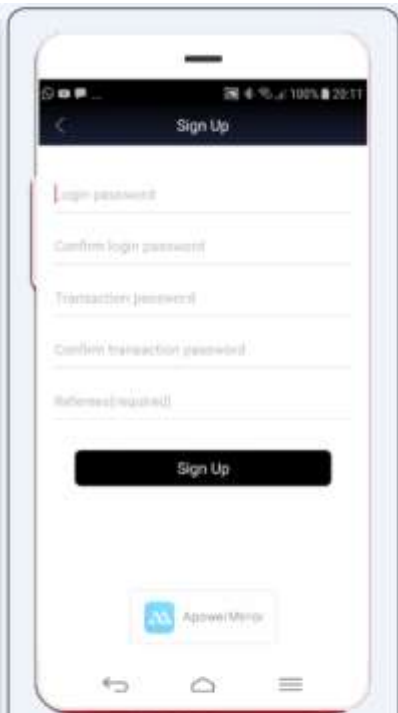 100% 20:11
Sign Up
Login password
Confirm login password
Transaction password
Confirm transaction password
Referees(required)
Sign Up
ApowerMirror